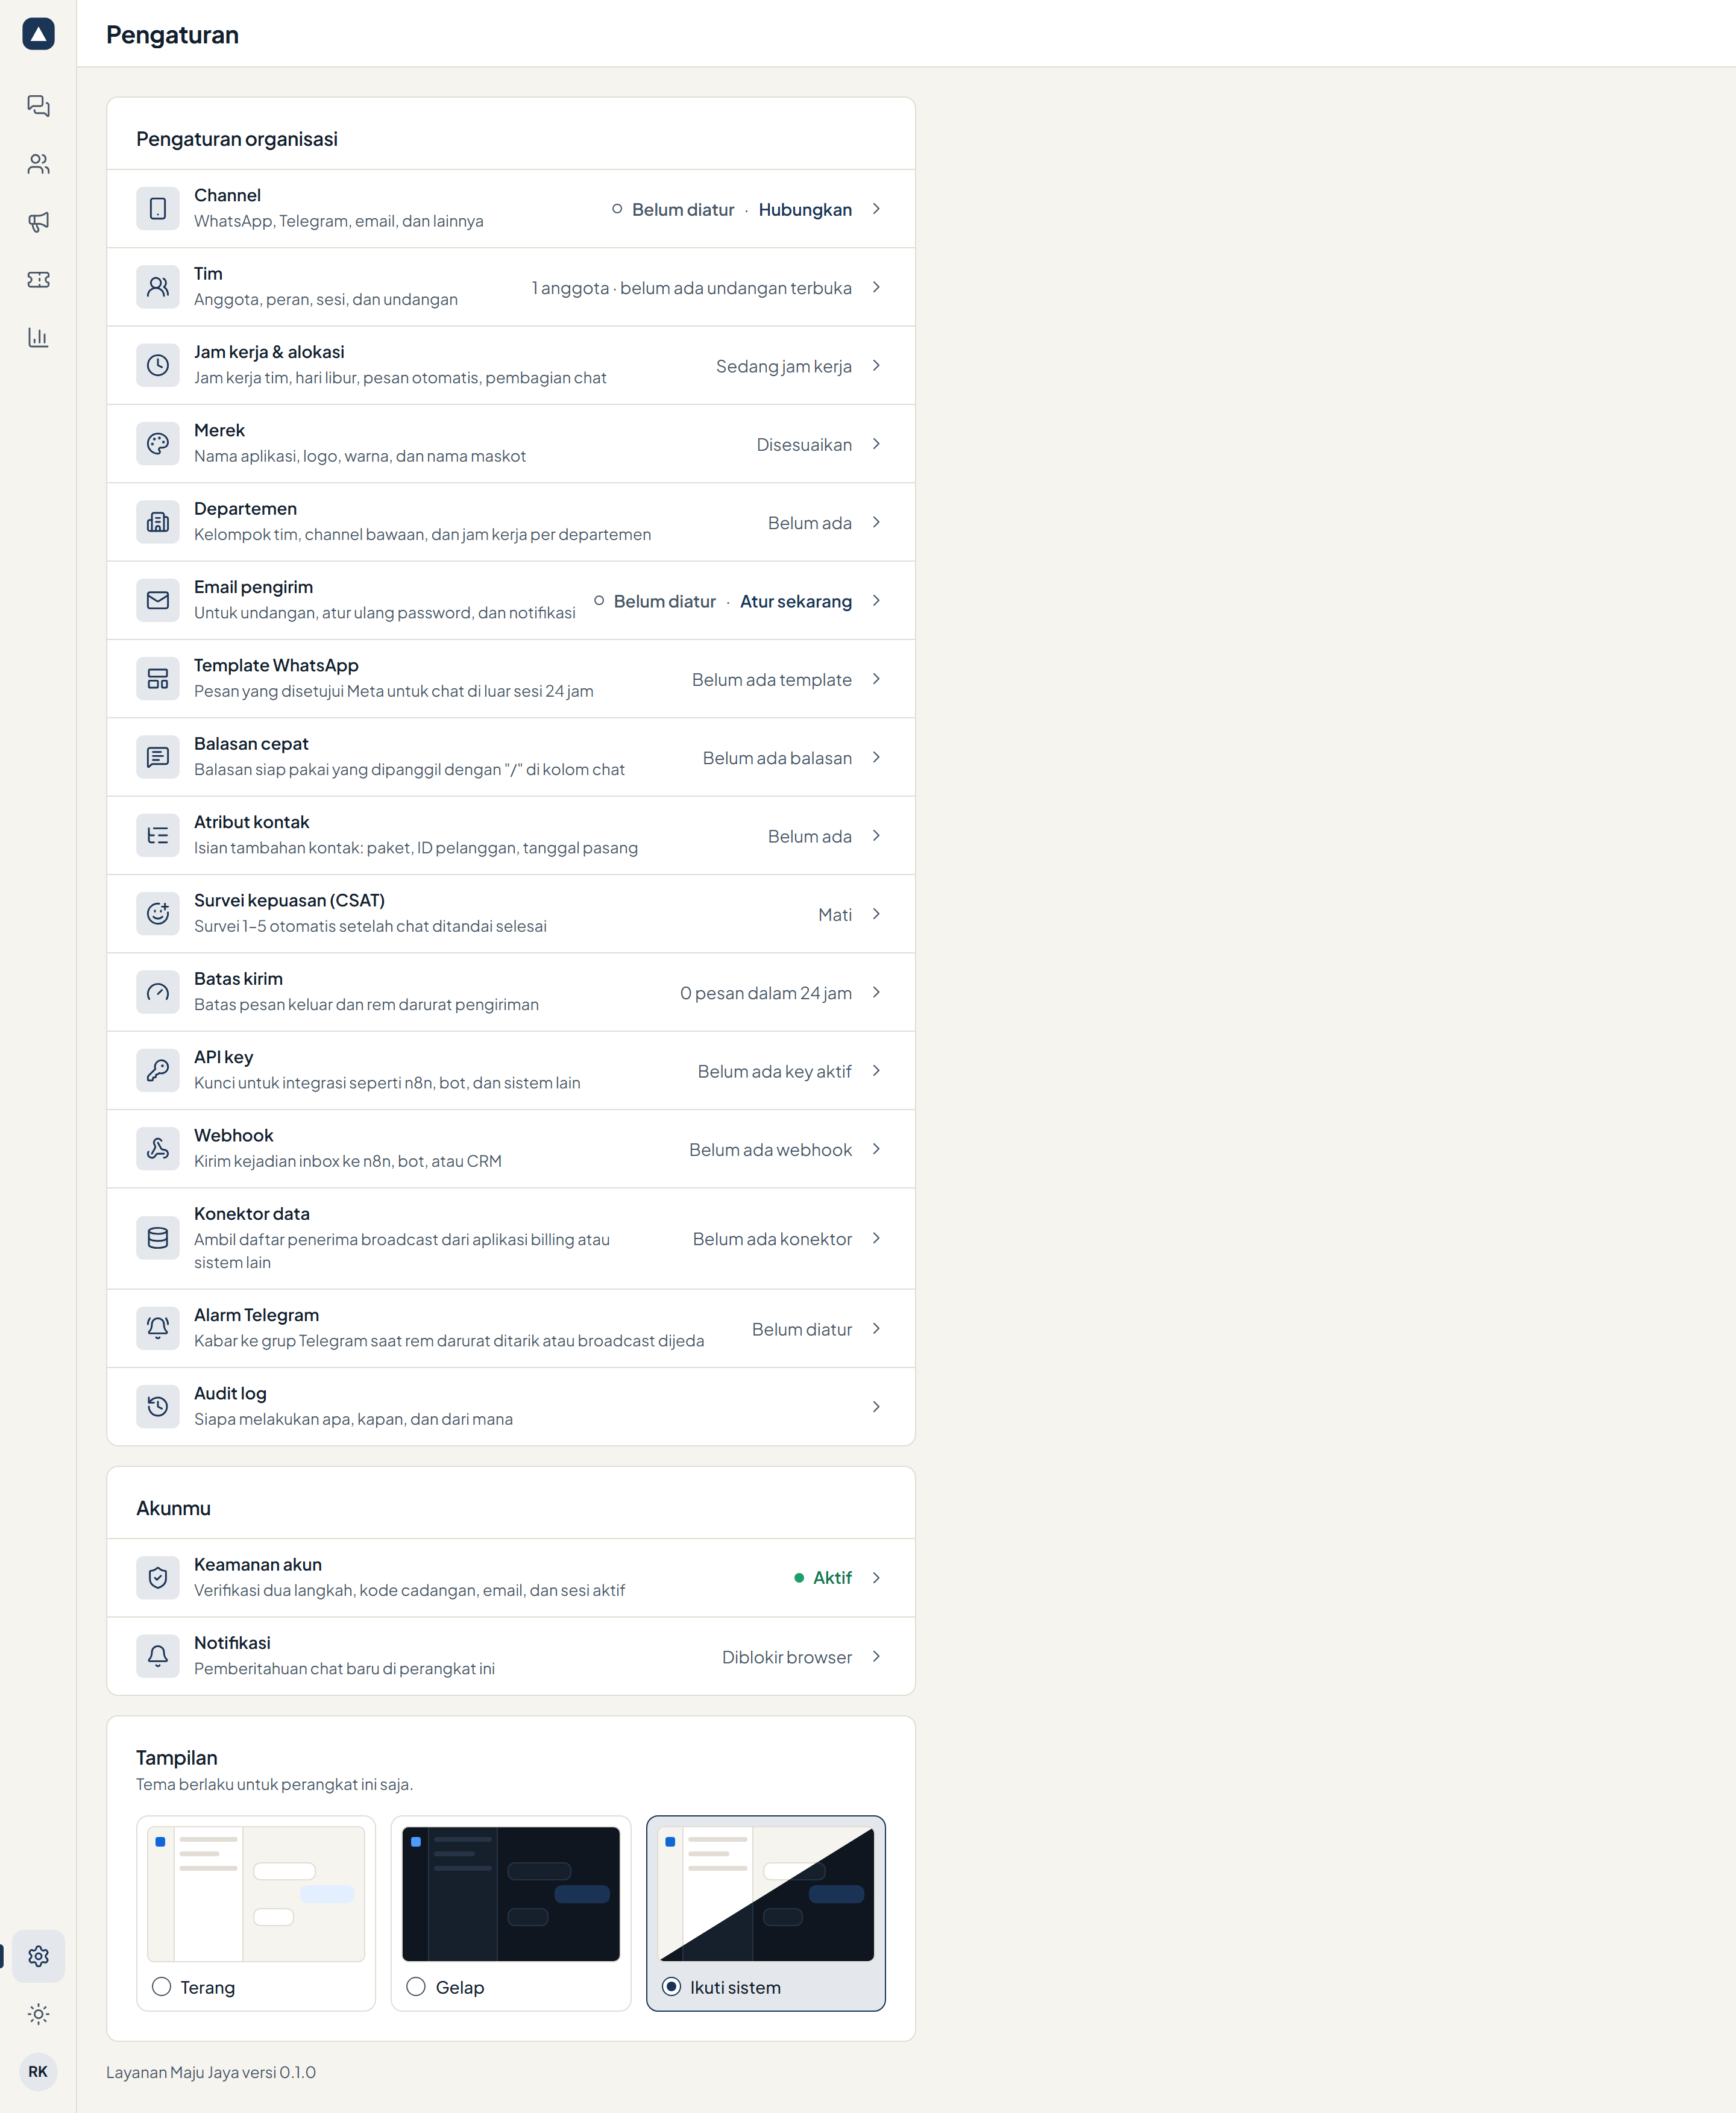 Pengaturan
Pengaturan organisasi
Channel
WhatsApp, Telegram, email, dan lainnya
Belum diatur · Hubungkan
Tim
Anggota, peran, sesi, dan undangan
1 anggota · belum ada undangan terbuka
Jam kerja & alokasi
Jam kerja tim, hari libur, pesan otomatis, pembagian chat
Sedang jam kerja
Merek
Nama aplikasi, logo, warna, dan nama maskot
Disesuaikan
Departemen
Kelompok tim, channel bawaan, dan jam kerja per departemen
Belum ada
Email pengirim
Untuk undangan, atur ulang password, dan notifikasi
Belum diatur · Atur sekarang
Template WhatsApp
Pesan yang disetujui Meta untuk chat di luar sesi 24 jam
Belum ada template
Balasan cepat
Balasan siap pakai yang dipanggil dengan "/" di kolom chat
Belum ada balasan
Atribut kontak
Isian tambahan kontak: paket, ID pelanggan, tanggal pasang
Belum ada
Survei kepuasan (CSAT)
Survei 1–5 otomatis setelah chat ditandai selesai
Mati
Batas kirim
Batas pesan keluar dan rem darurat pengiriman
0 pesan dalam 24 jam
API key
Kunci untuk integrasi seperti n8n, bot, dan sistem lain
Belum ada key aktif
Webhook
Kirim kejadian inbox ke n8n, bot, atau CRM
Belum ada webhook
Konektor data
Ambil daftar penerima broadcast dari aplikasi billing atau
sistem lain
Belum ada konektor
Alarm Telegram
Kabar ke grup Telegram saat rem darurat ditarik atau broadcast dijeda
Belum diatur
Audit log
Siapa melakukan apa, kapan, dan dari mana
Akunmu
Keamanan akun
Verifikasi dua langkah, kode cadangan, email, dan sesi aktif
Aktif
Notifikasi
Pemberitahuan chat baru di perangkat ini
Diblokir browser
Tampilan
Tema berlaku untuk perangkat ini saja.
Terang
Gelap
Ikuti sistem
RK
Layanan Maju Jaya versi 0.1.0